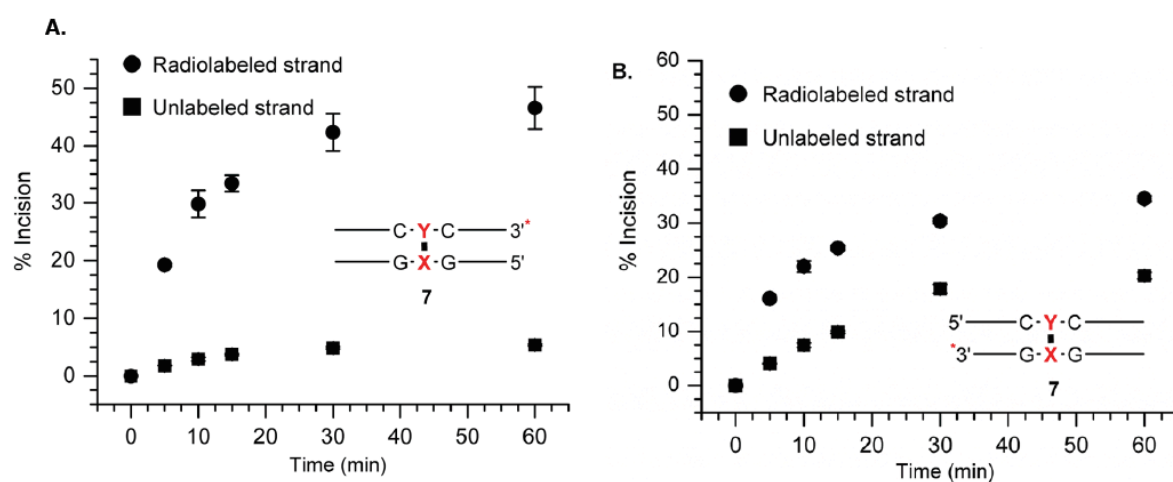 A.
Radiolabeled strand
Unlabeled strand
% Incision
50
40
30
20
10
0
C Y C 3'*
G X G 5'
7
0 10 20 30 40 50 60
Time (min)
B.
Radiolabeled strand
Unlabeled strand
% Incision
60
50
40
30
20
10
0
5' C Y C
*3' G X G
7
0 10 20 30 40 50 60
Time (min)